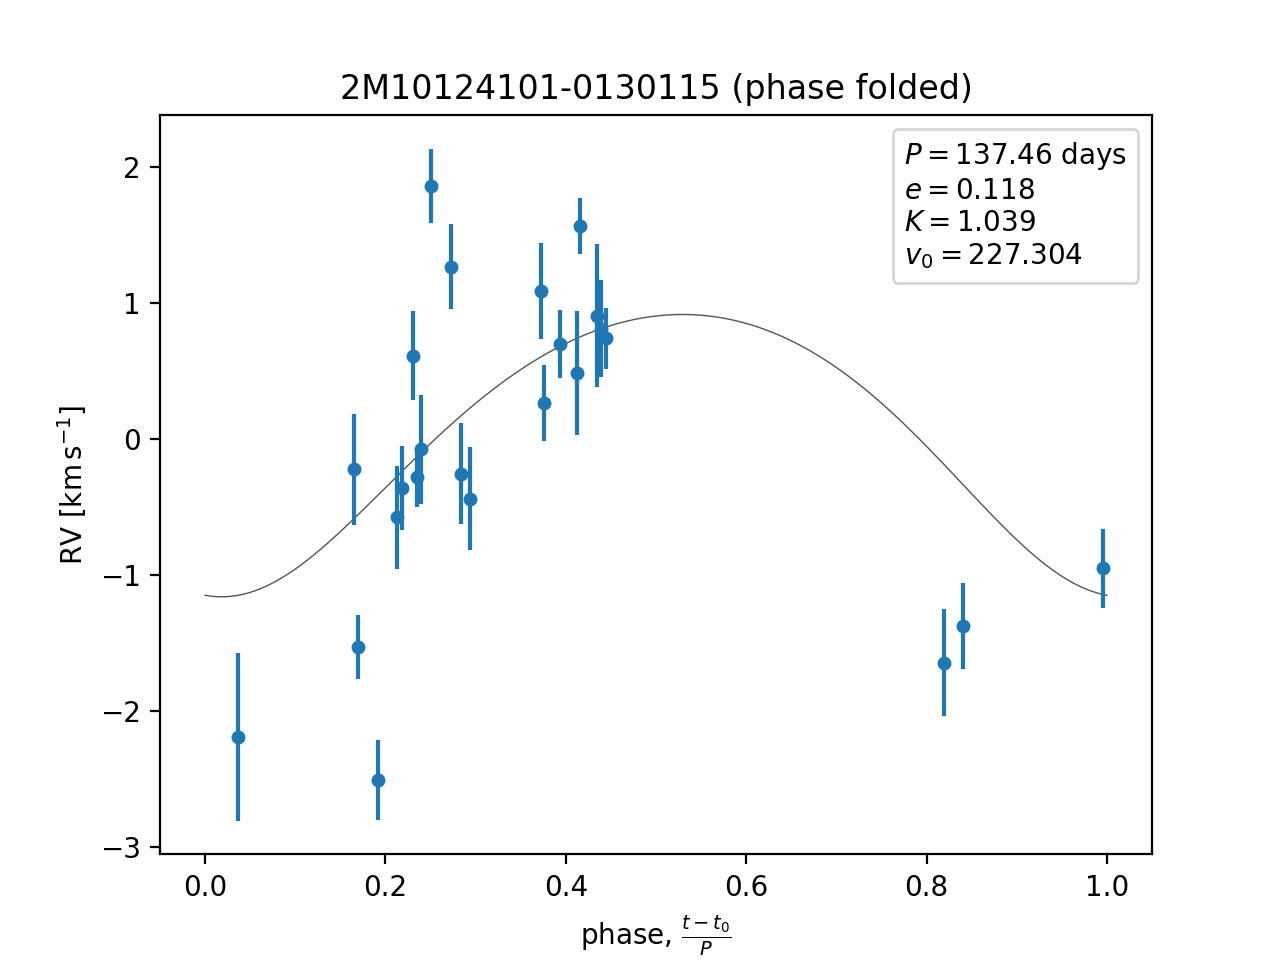 2M10124101-0130115 (phase folded)
P = 137.46 days
e = 0.118
K = 1.039
v₀ = 227.304
2
1
0
−1
−2
−3
RV [km s⁻¹]
0.0 0.2 0.4 0.6 0.8 1.0
phase, (t − t₀)/P